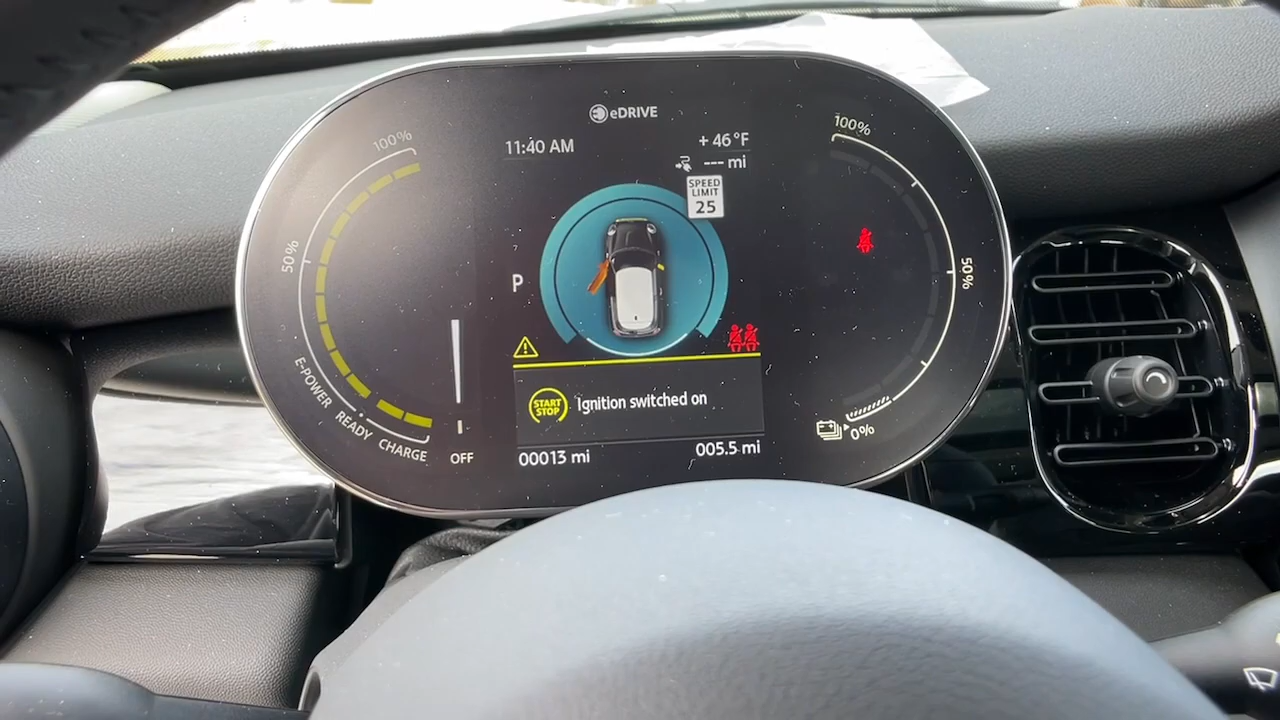 eDRIVE
11:40 AM
+ 46 °F
--- mi
SPEED
LIMIT
25
P
100%
50%
E-POWER
READY
CHARGE
OFF
START
STOP
Ignition switched on
00013 mi
005.5 mi
100%
50%
0%